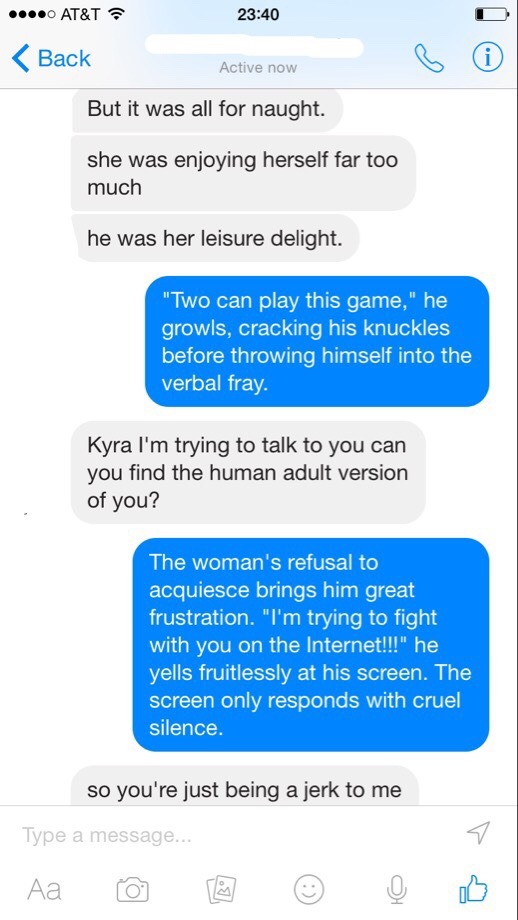 AT&T
23:40
Back
Active now
But it was all for naught.
she was enjoying herself far too
much
he was her leisure delight.
"Two can play this game," he
growls, cracking his knuckles
before throwing himself into the
verbal fray.
Kyra I'm trying to talk to you can
you find the human adult version
of you?
The woman's refusal to
acquiesce brings him great
frustration. "I'm trying to fight
with you on the Internet!!!" he
yells fruitlessly at his screen. The
screen only responds with cruel
silence.
so you're just being a jerk to me
Type a message...
Aa